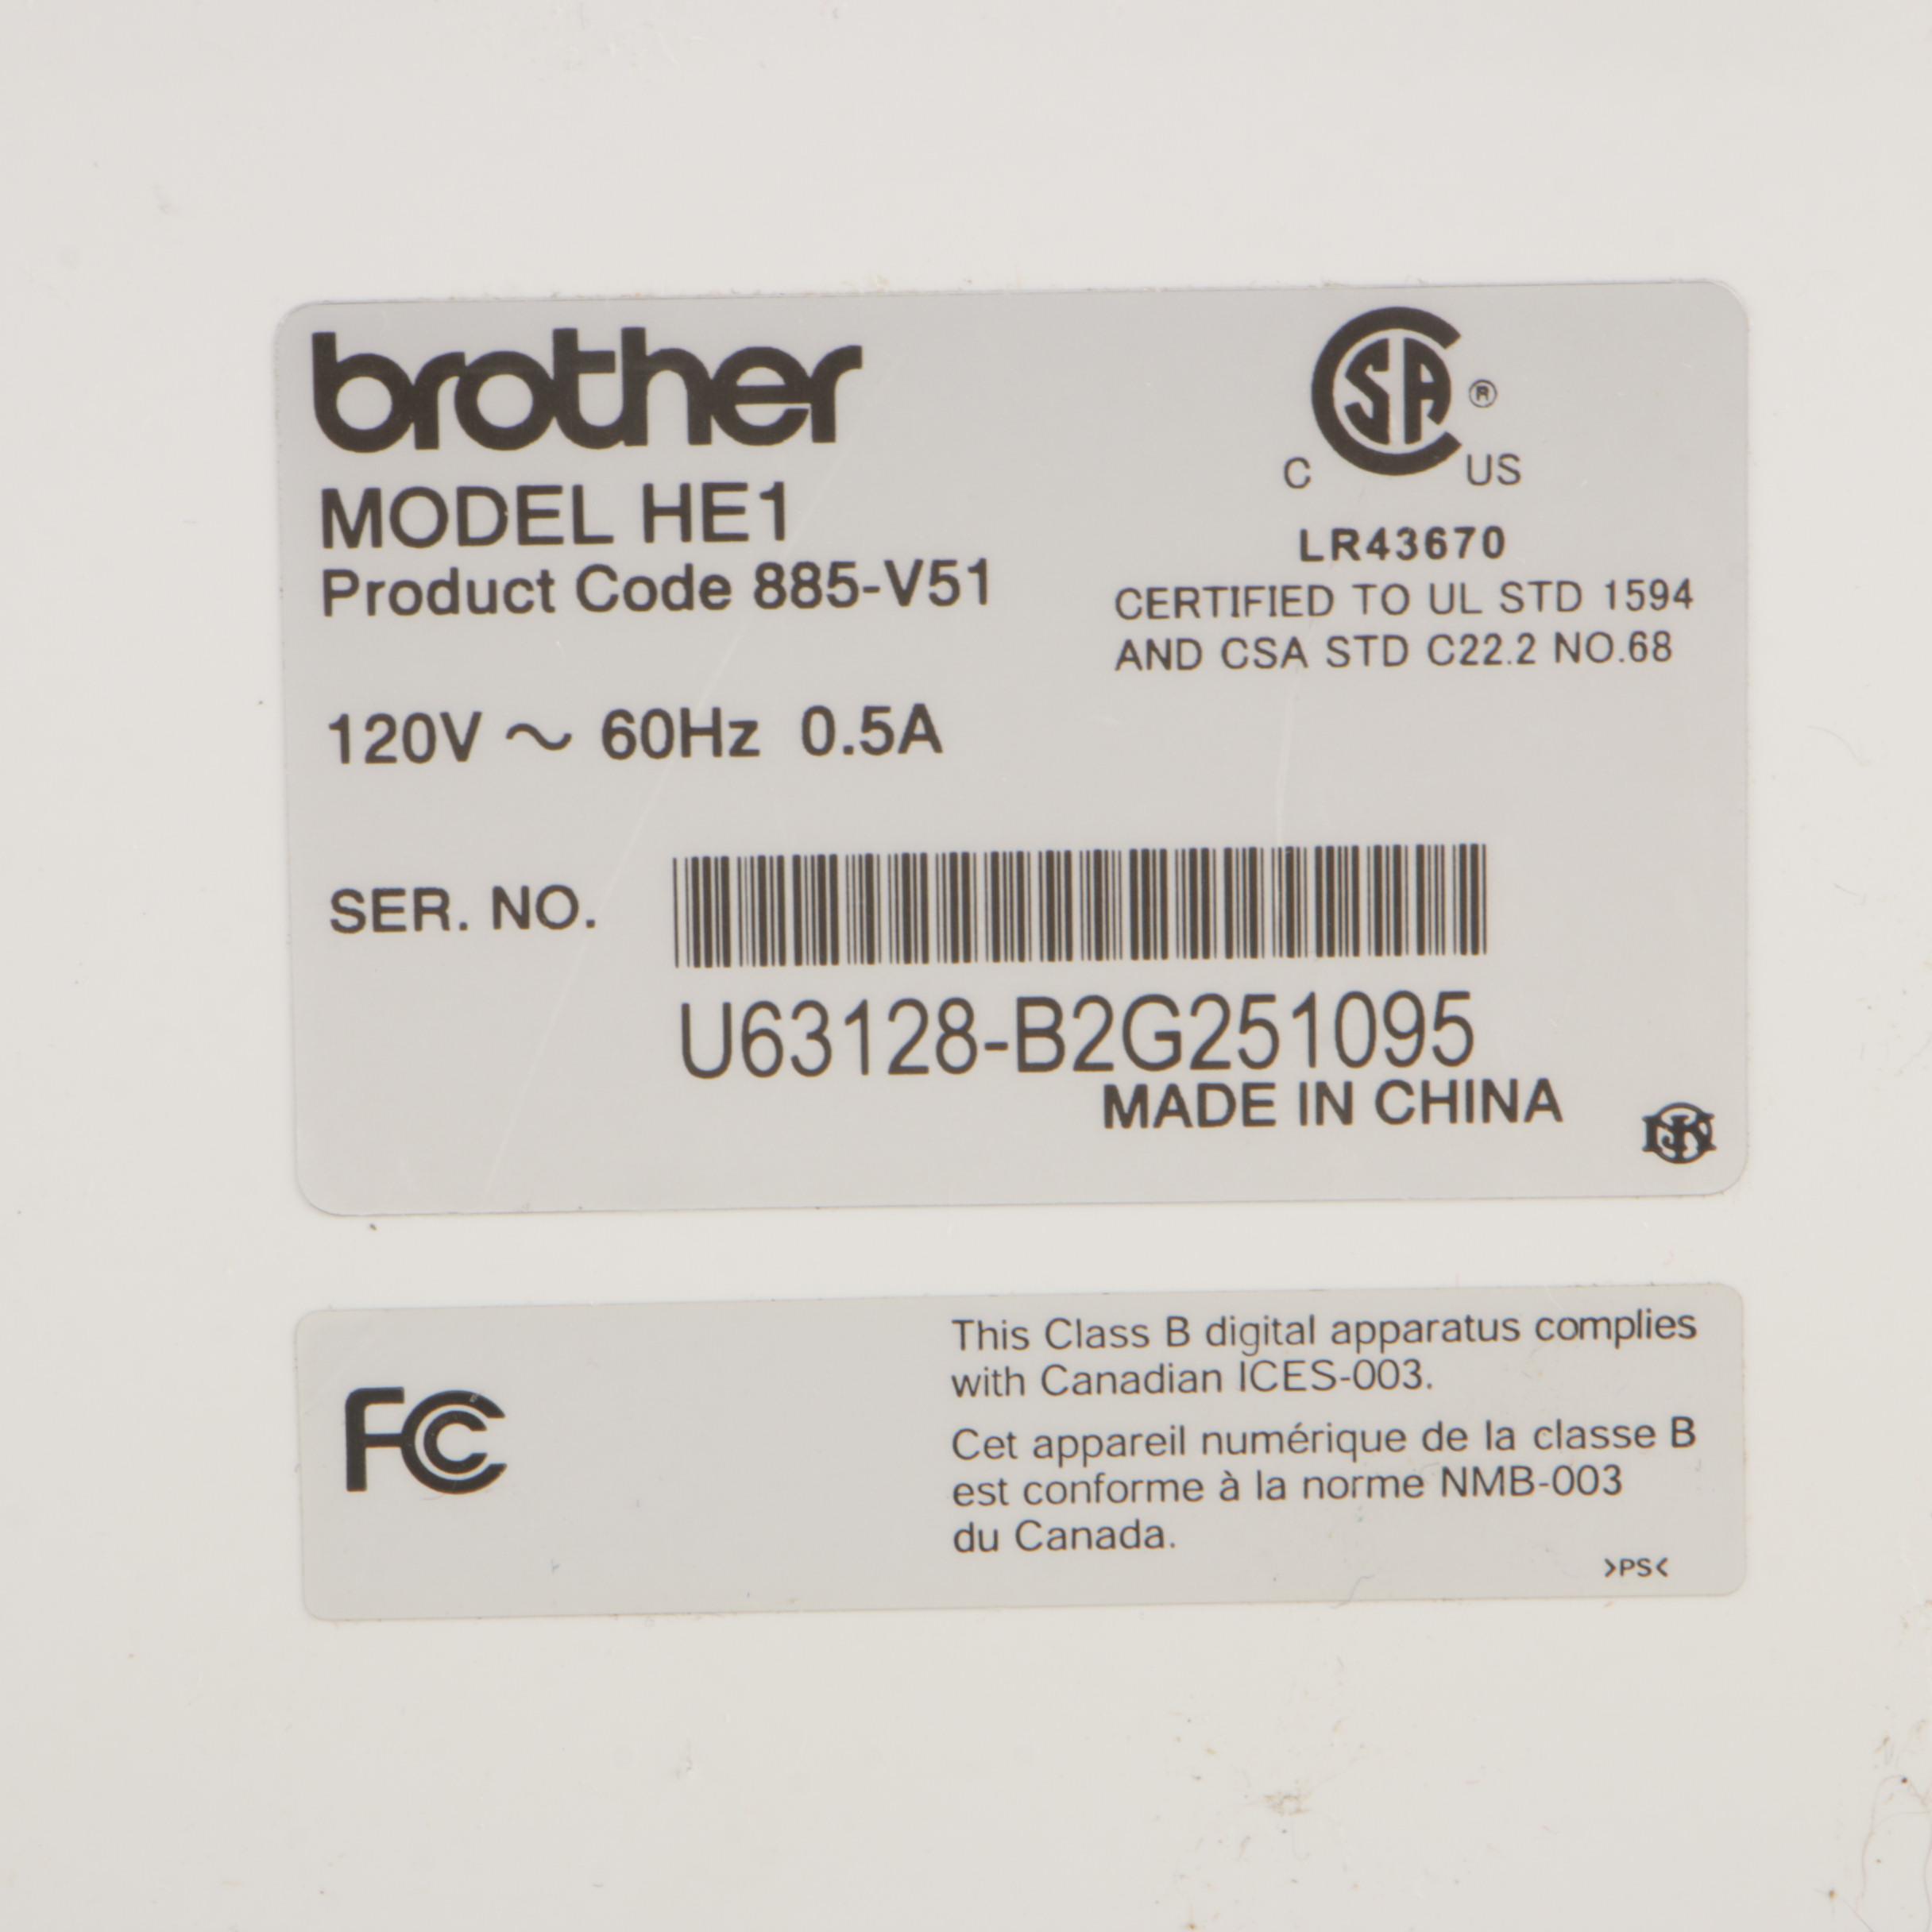 brother
MODEL HE1
Product Code 885-V51
120V ~ 60Hz 0.5A
CSA ®
C US
LR43670
CERTIFIED TO UL STD 1594
AND CSA STD C22.2 NO.68
SER. NO.
U63128-B2G251095
MADE IN CHINA
FC
This Class B digital apparatus complies
with Canadian ICES-003.
Cet appareil numérique de la classe B
est conforme à la norme NMB-003
du Canada.
>PS<